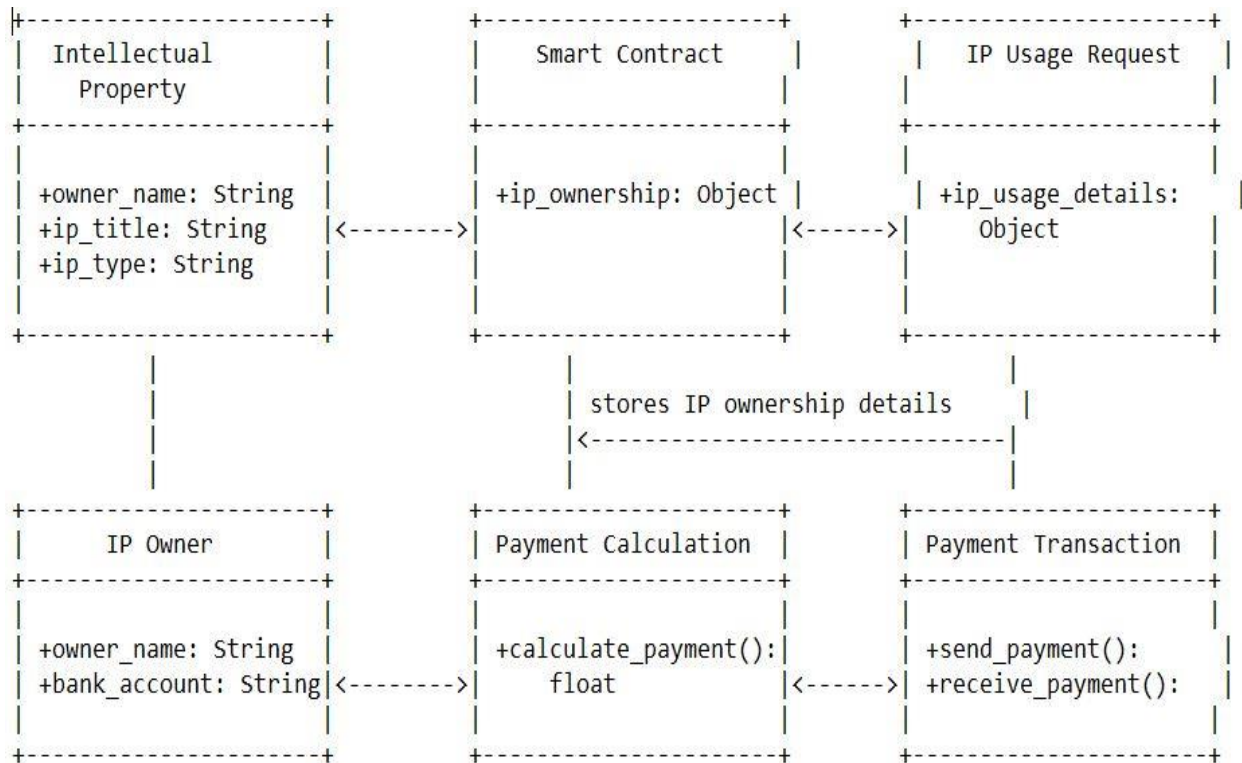 Intellectual Property
Smart Contract
IP Usage Request
+owner_name: String
+ip_title: String
+ip_type: String
+ip_ownership: Object
+ip_usage_details:
Object
stores IP ownership details
IP Owner
Payment Calculation
Payment Transaction
+owner_name: String
+bank_account: String
+calculate_payment():
float
+send_payment():
+receive_payment():